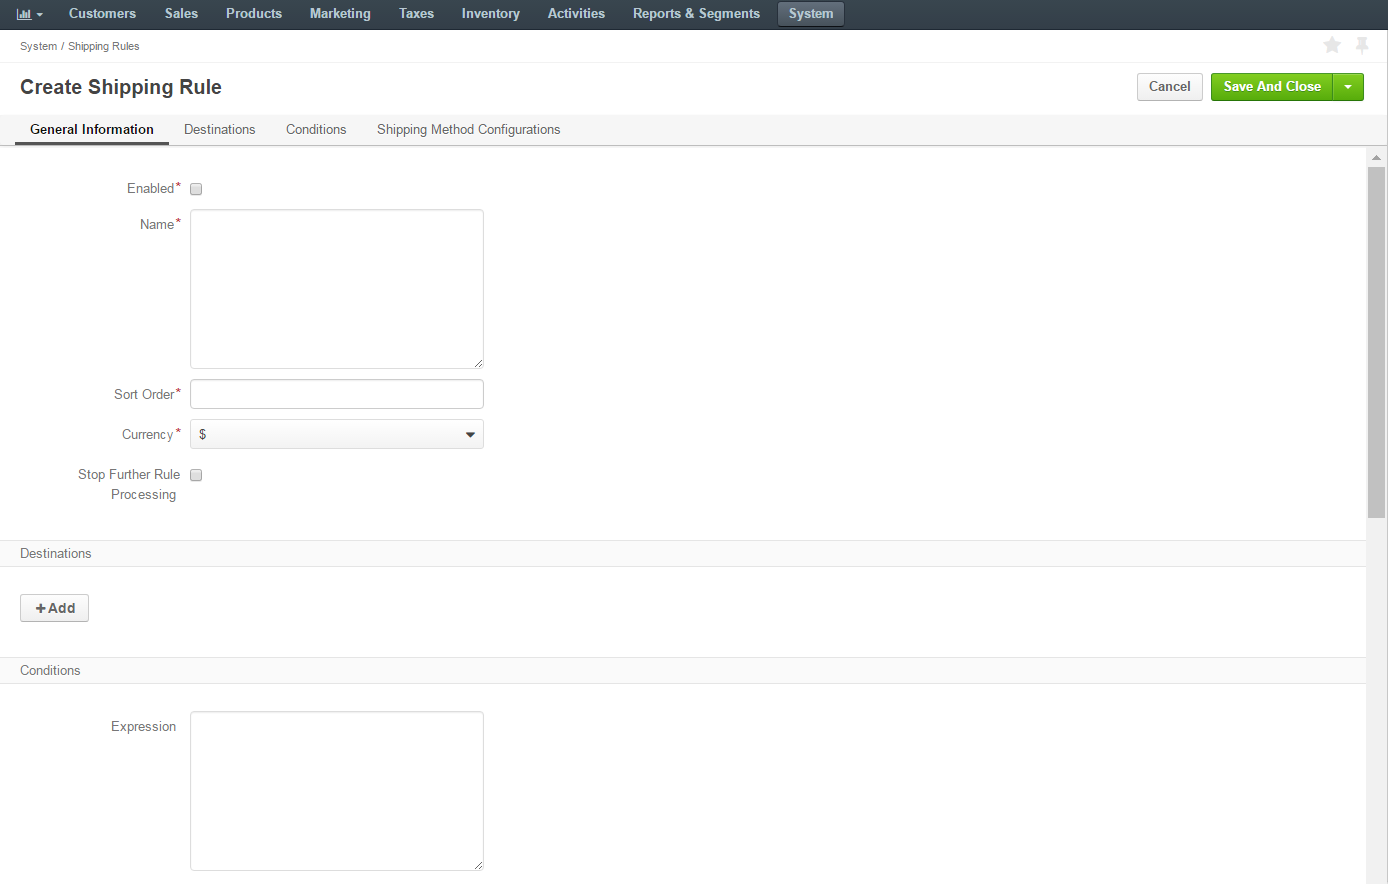 Customers Sales Products Marketing Taxes Inventory Activities Reports & Segments System
System / Shipping Rules
Create Shipping Rule Cancel Save And Close
General Information Destinations Conditions Shipping Method Configurations
Enabled*
Name*
Sort Order*
Currency* $
Stop Further Rule
Processing
Destinations
+Add
Conditions
Expression